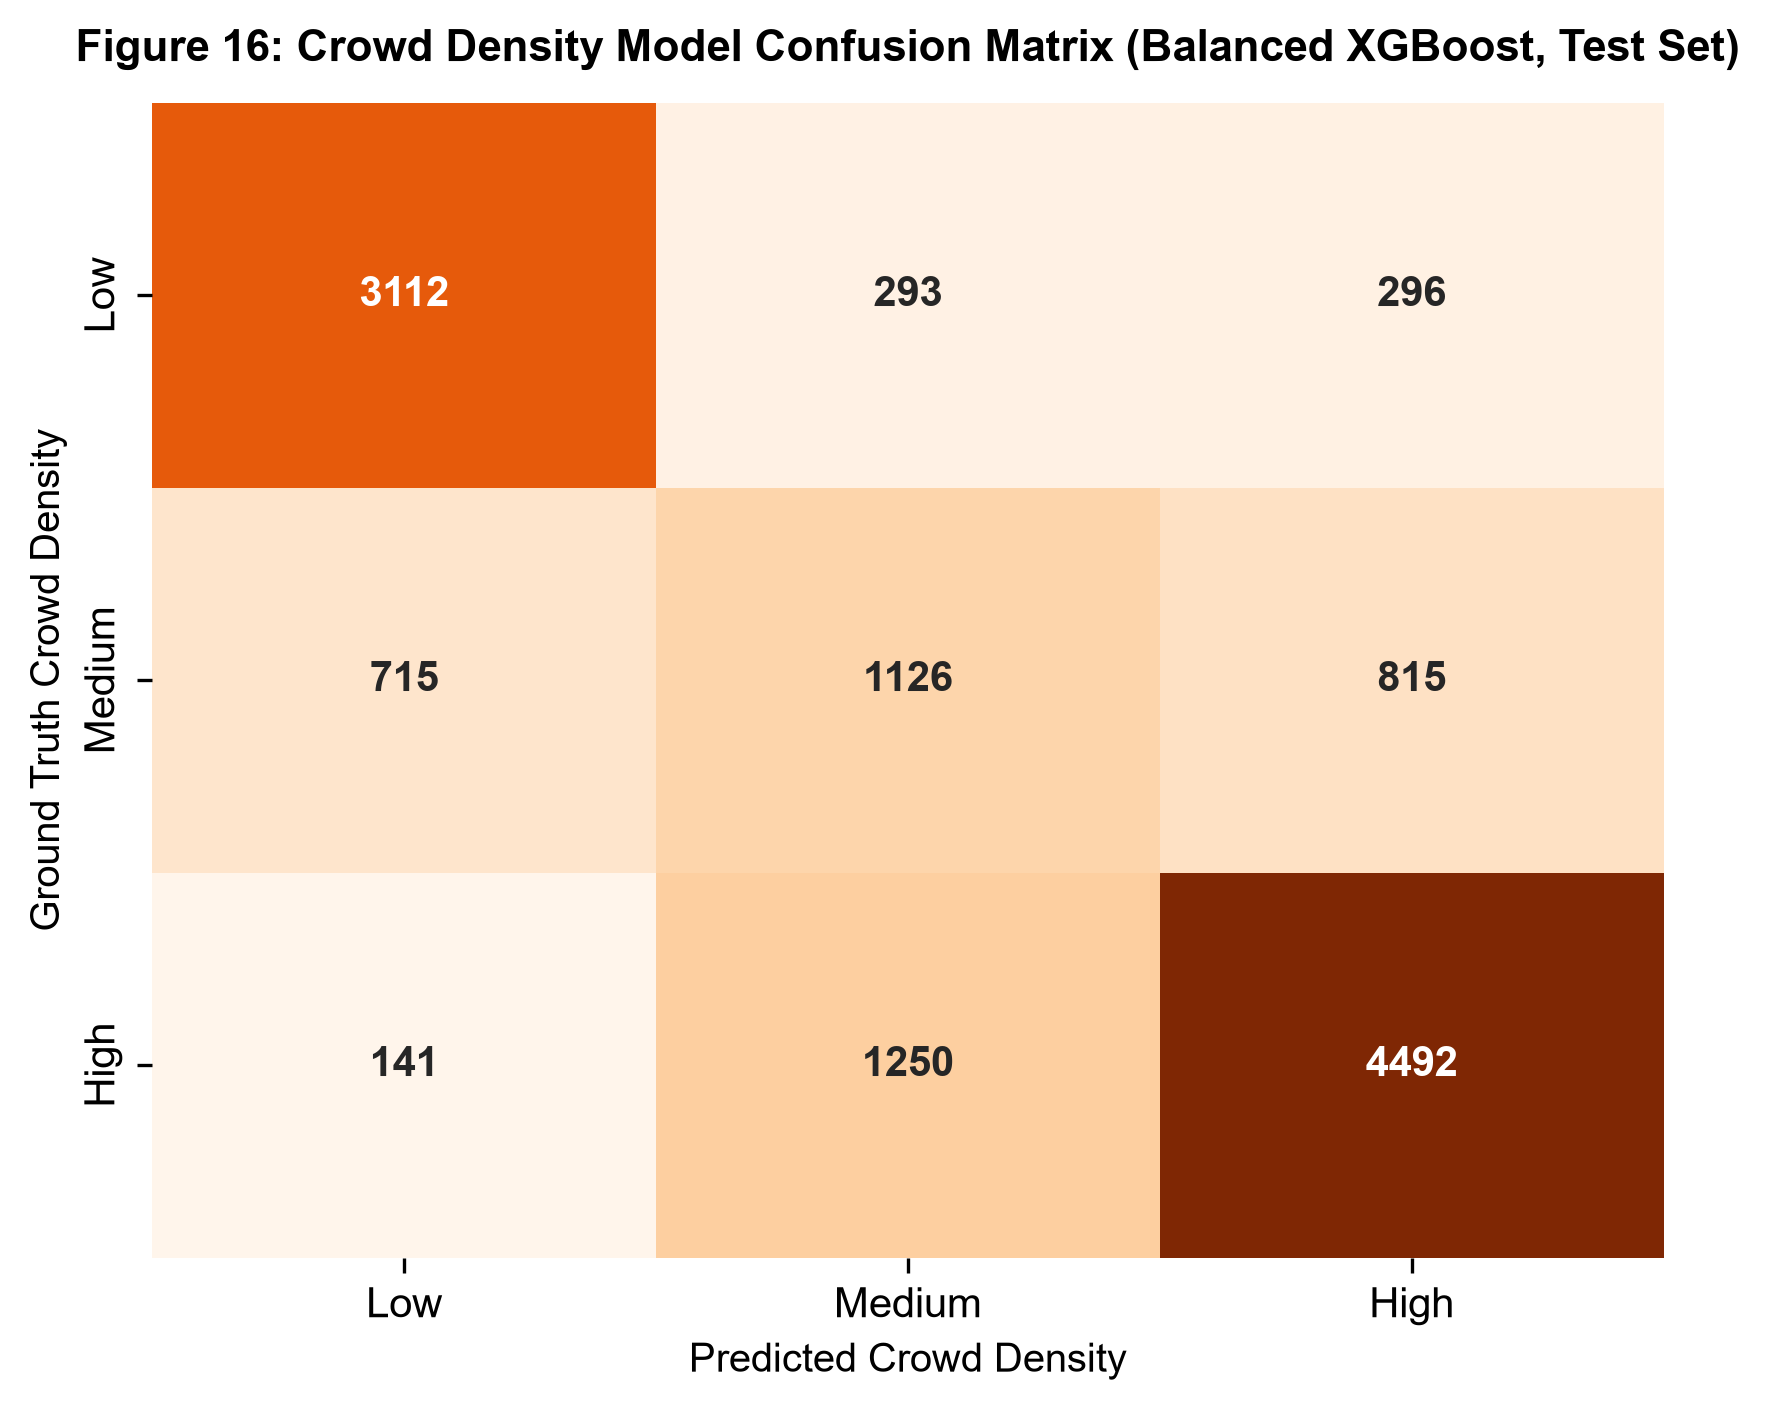 Figure 16: Crowd Density Model Confusion Matrix (Balanced XGBoost, Test Set)
Ground Truth Crowd Density
Low
3112
293
296
Medium
715
1126
815
High
141
1250
4492
Low
Medium
High
Predicted Crowd Density